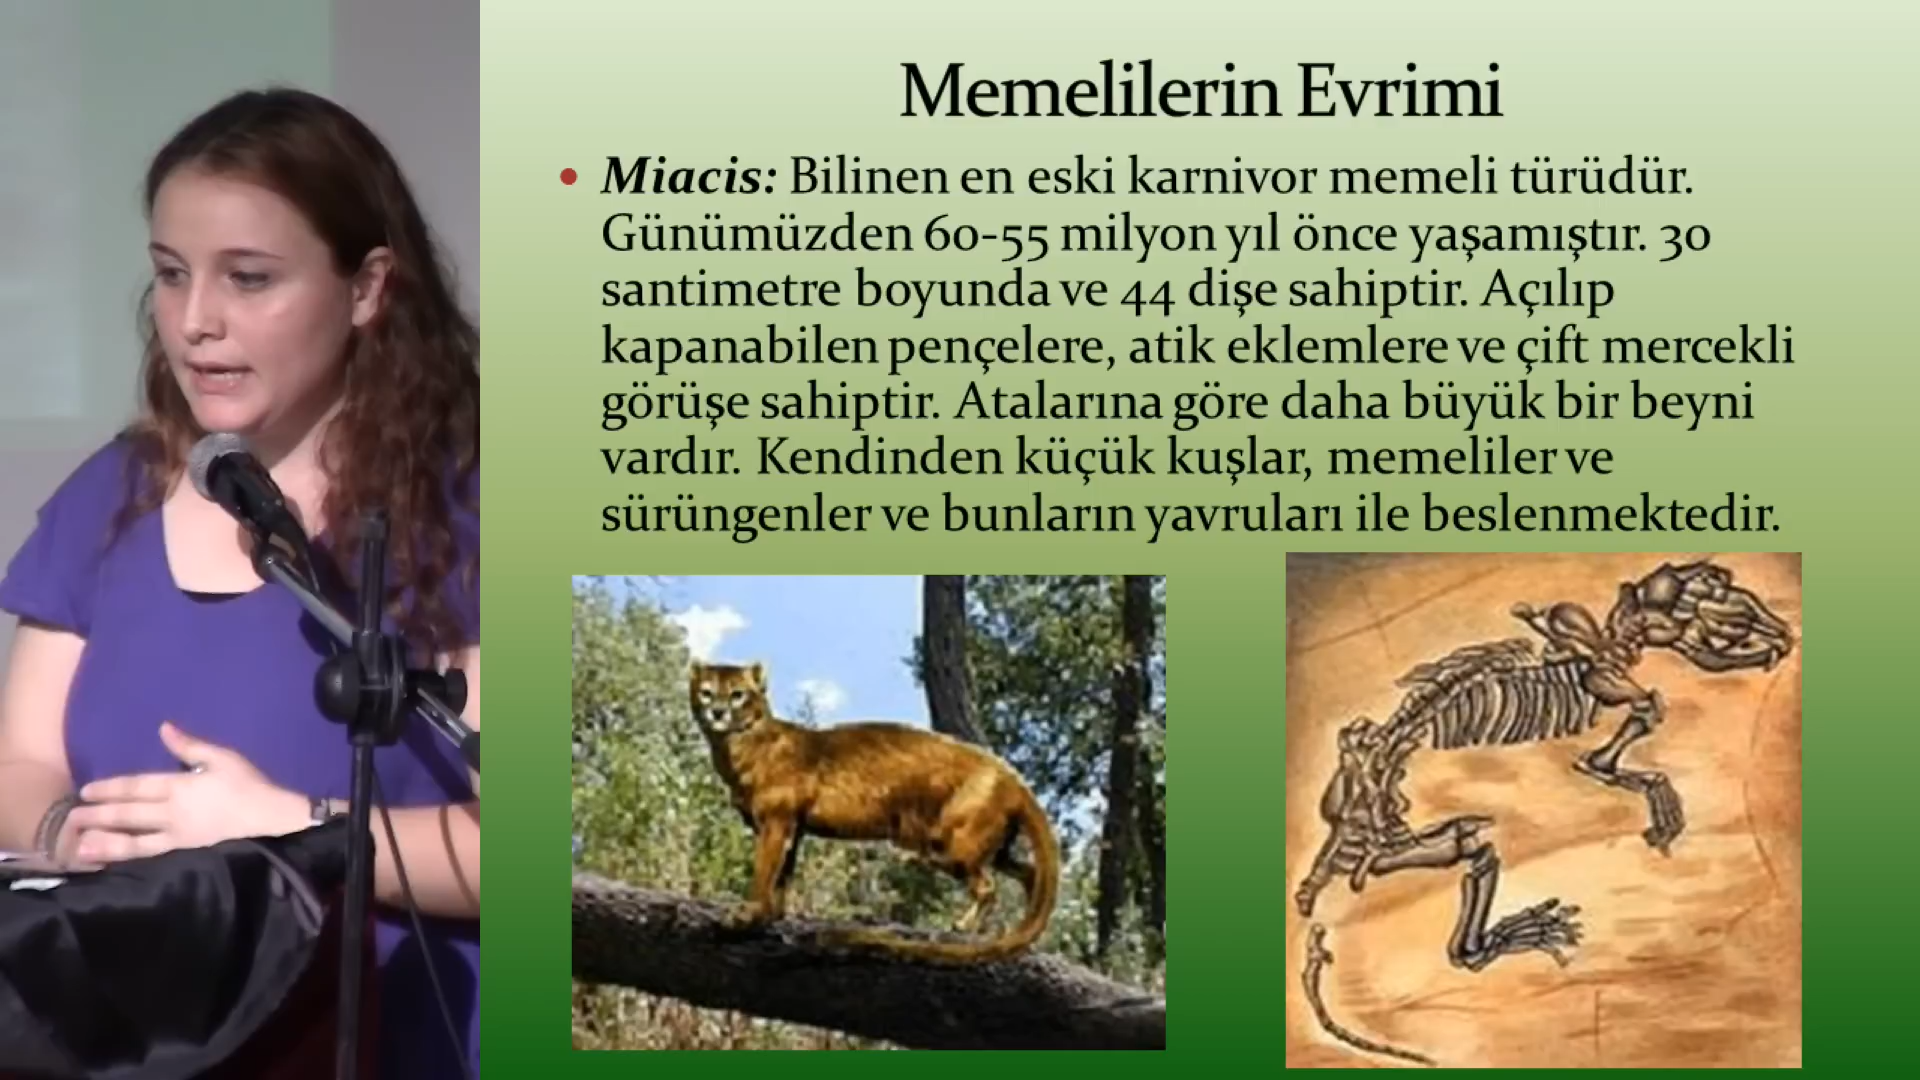 Memelilerin Evrimi
• Miacis: Bilinen en eski karnivor memeli türüdür.
Günümüzden 60-55 milyon yıl önce yaşamıştır. 30
santimetre boyunda ve 44 dişe sahiptir. Açılıp
kapanabilen pençelere, atik eklemlere ve çift mercekli
görüşe sahiptir. Atalarına göre daha büyük bir beyni
vardır. Kendinden küçük kuşlar, memeliler ve
sürüngenler ve bunların yavruları ile beslenmektedir.